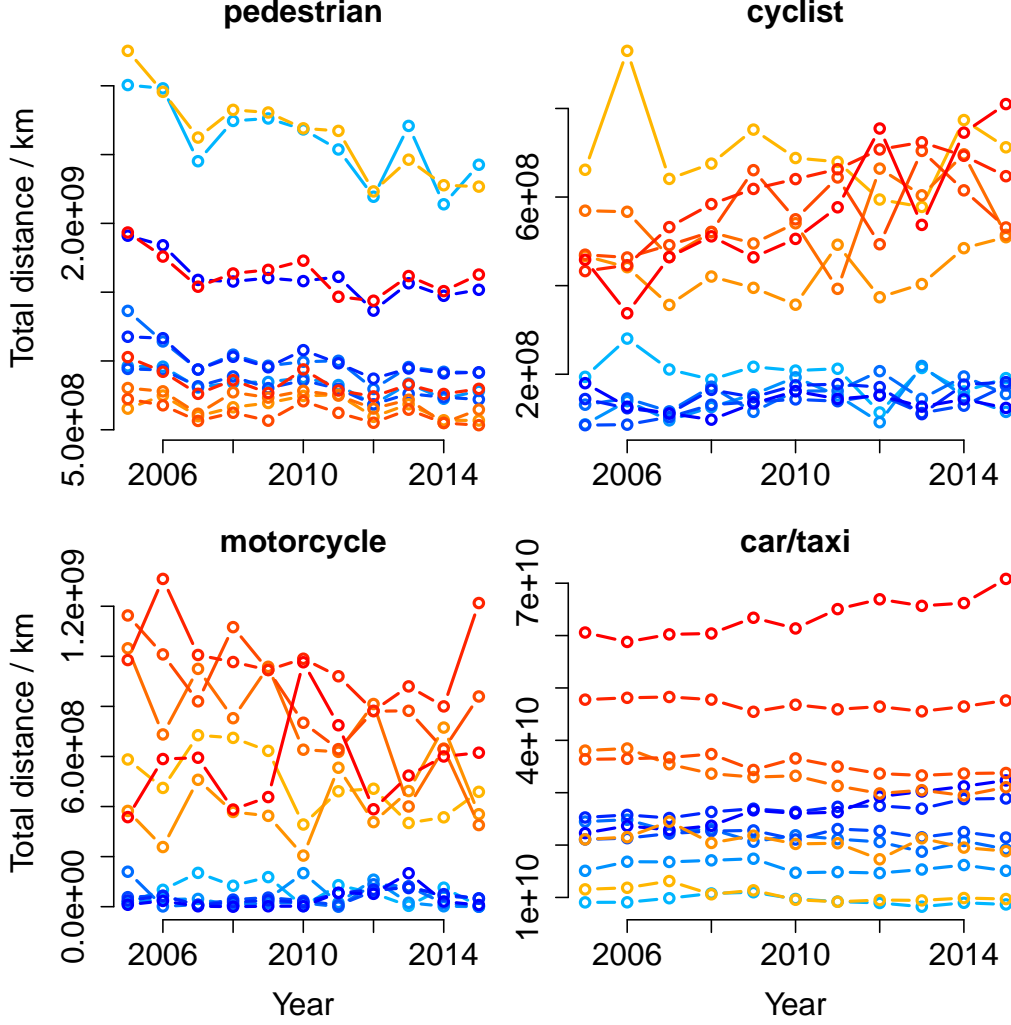 pedestrian
cyclist
Total distance / km
5.0e+08
2.0e+09
2006
2010
2014
2e+08
6e+08
2006
2010
2014
motorcycle
car/taxi
Total distance / km
0.0e+00
6.0e+08
1.2e+09
2006
2010
2014
Year
1e+10
4e+10
7e+10
2006
2010
2014
Year